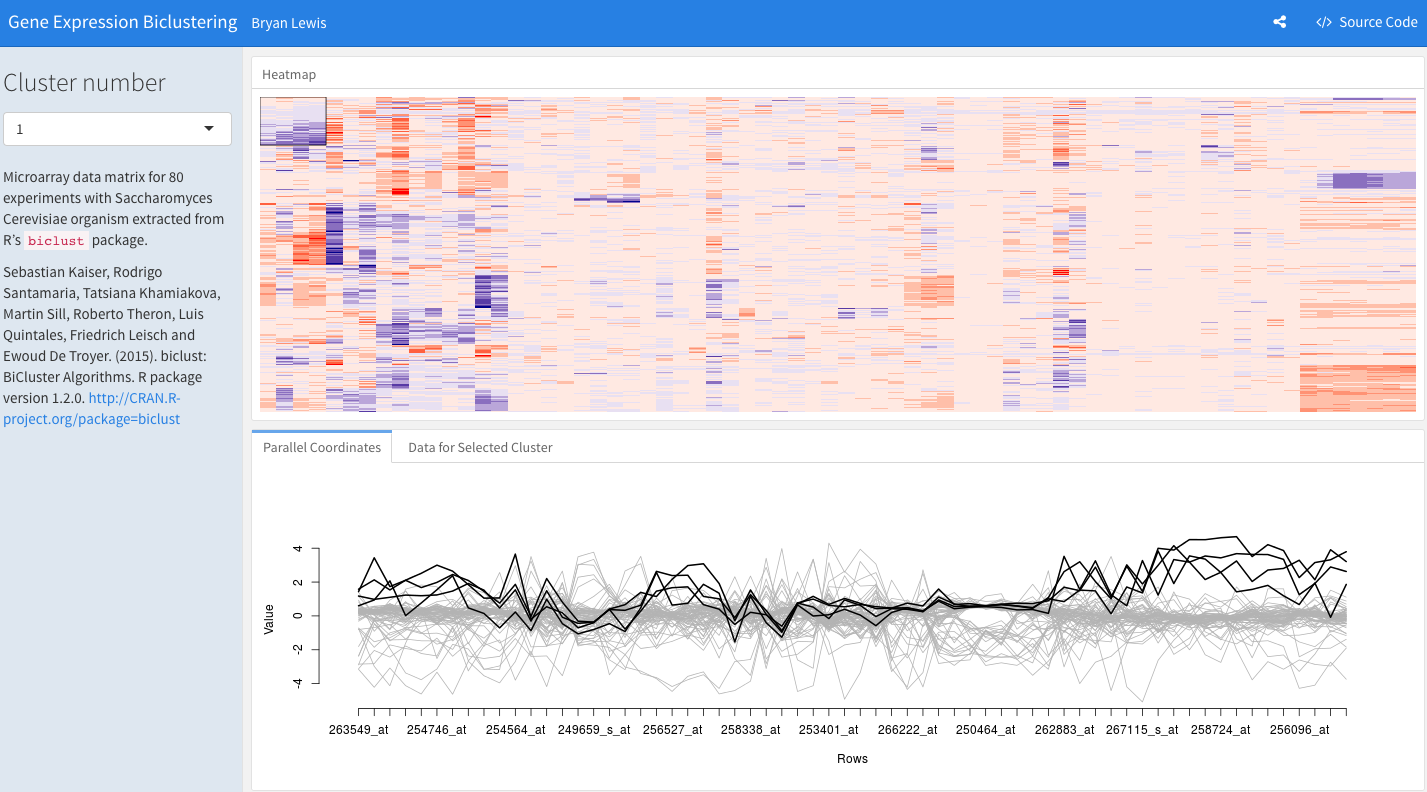 Gene Expression Biclustering Bryan Lewis Source Code
Cluster number
1
Microarray data matrix for 80
experiments with Saccharomyces
Cerevisiae organism extracted from
R's biclust package.
Sebastian Kaiser, Rodrigo
Santamaria, Tatsiana Khamiakova,
Martin Sill, Roberto Theron, Luis
Quintales, Friedrich Leisch and
Ewoud De Troyer. (2015). biclust:
BiCluster Algorithms. R package
version 1.2.0. http://CRAN.R-
project.org/package=biclust
Heatmap
Parallel Coordinates Data for Selected Cluster
Value
4
2
0
-2
-4
263549_at 254746_at 254564_at 249659_s_at 256527_at 258338_at 253401_at 266222_at 250464_at 262883_at 267115_s_at 258724_at 256096_at
Rows